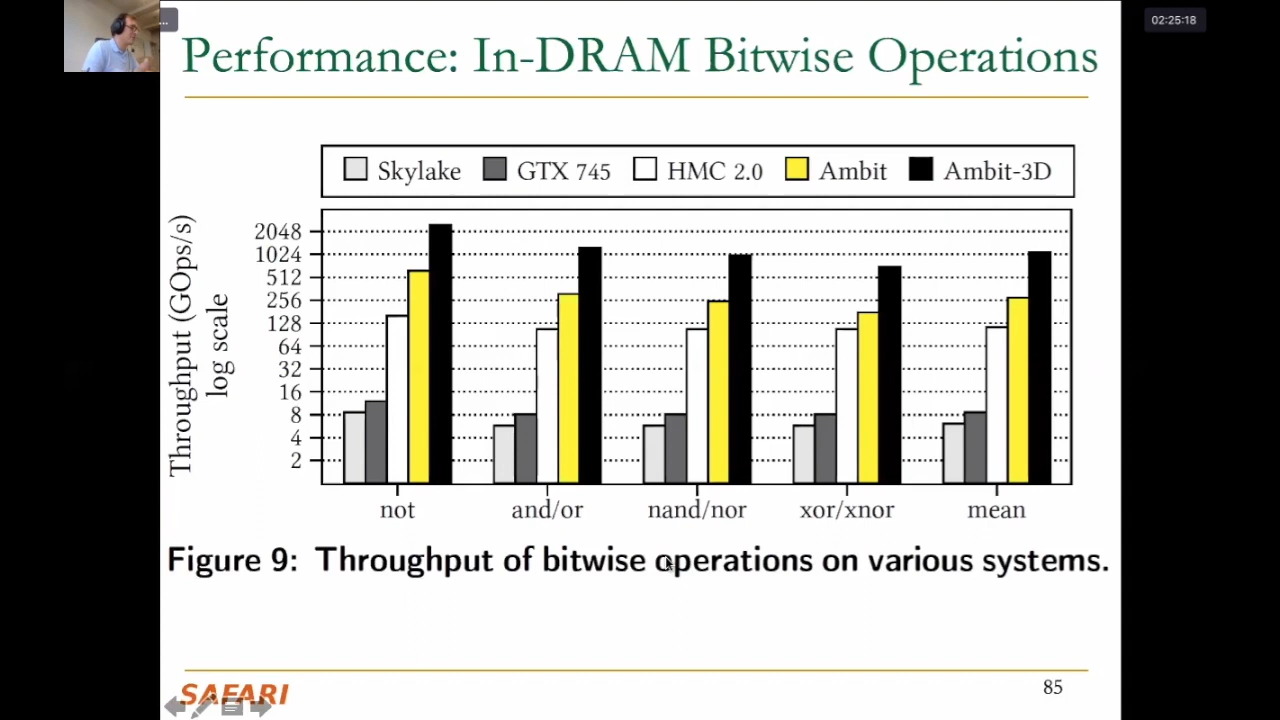 ...
02:25:18
Performance: In-DRAM Bitwise Operations
Skylake GTX 745 HMC 2.0 Ambit Ambit-3D
Throughput (GOps/s)
log scale
2048
1024
512
256
128
64
32
16
8
4
2
not and/or nand/nor xor/xnor mean
Figure 9: Throughput of bitwise operations on various systems.
SAFARI
85